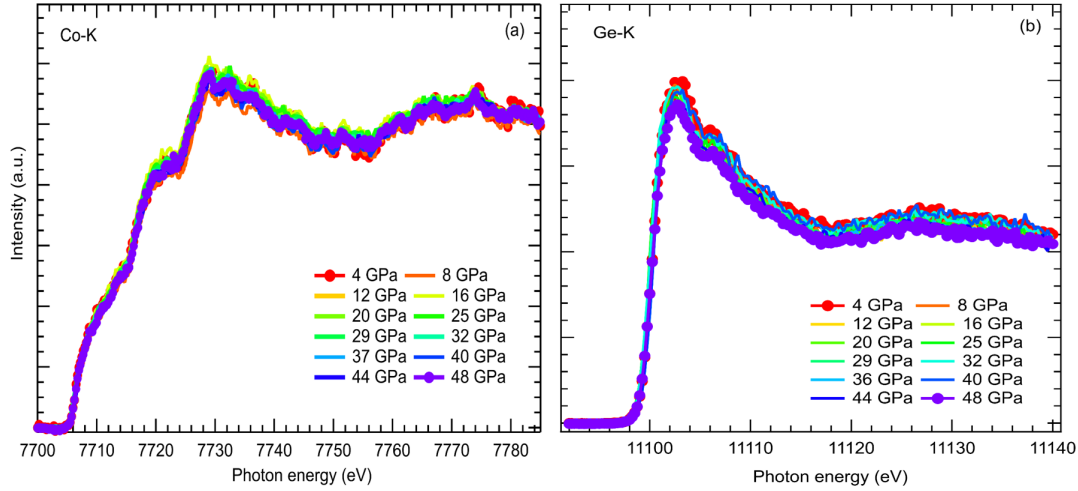 Co-K
(a)
Intensity (a.u.)
4 GPa 8 GPa
12 GPa 16 GPa
20 GPa 25 GPa
29 GPa 32 GPa
37 GPa 40 GPa
44 GPa 48 GPa
7700 7710 7720 7730 7740 7750 7760 7770 7780
Photon energy (eV)
Ge-K
(b)
4 GPa 8 GPa
12 GPa 16 GPa
20 GPa 25 GPa
29 GPa 32 GPa
36 GPa 40 GPa
44 GPa 48 GPa
11100 11110 11120 11130 11140
Photon energy (eV)